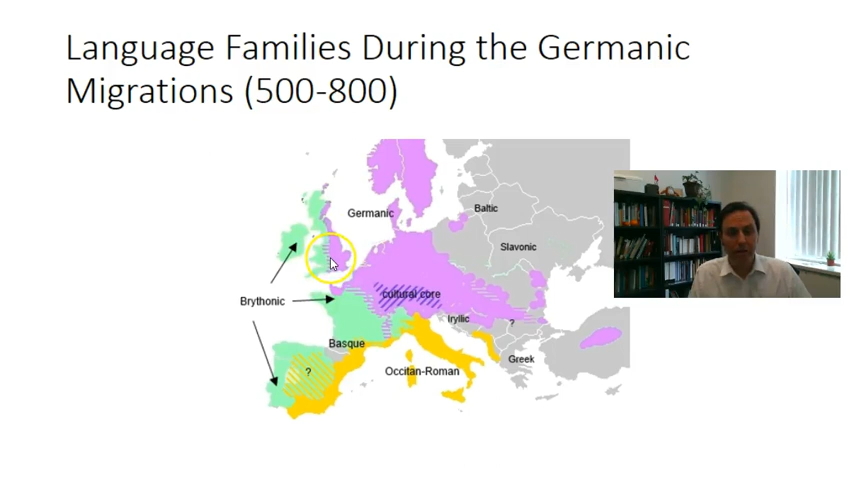 Language Families During the Germanic
Migrations (500-800)
Germanic
Baltic
Slavonic
Brythonic
cultural core
Iryllic
?
Basque
Greek
?
Occitan-Roman